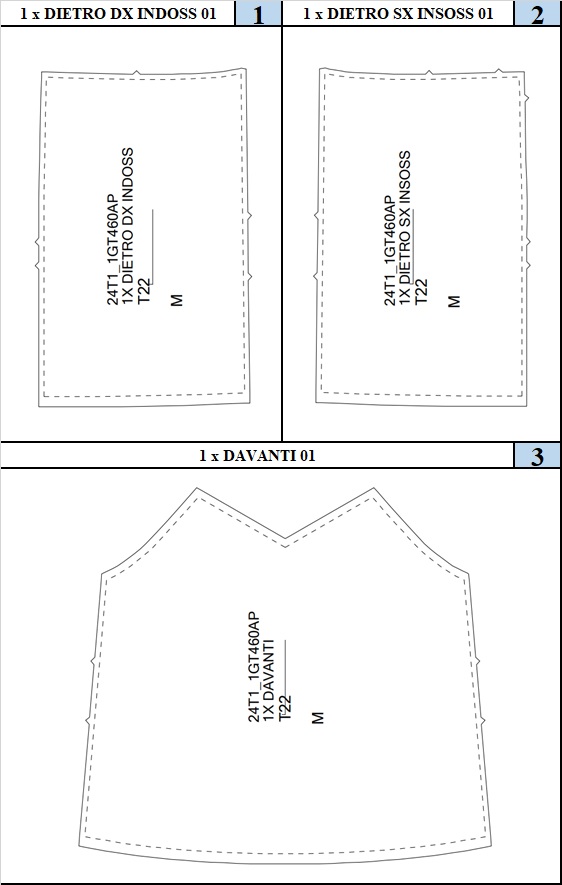 1 x DIETRO DX INDOSS 01
1
1 x DIETRO SX INSOSS 01
2
24T1_1GT460AP
1X DIETRO DX INDOSS
T22
M
24T1_1GT460AP
1X DIETRO SX INSOSS
T22
M
1 x DAVANTI 01
3
24T1_1GT460AP
1X DAVANTI
T22
M